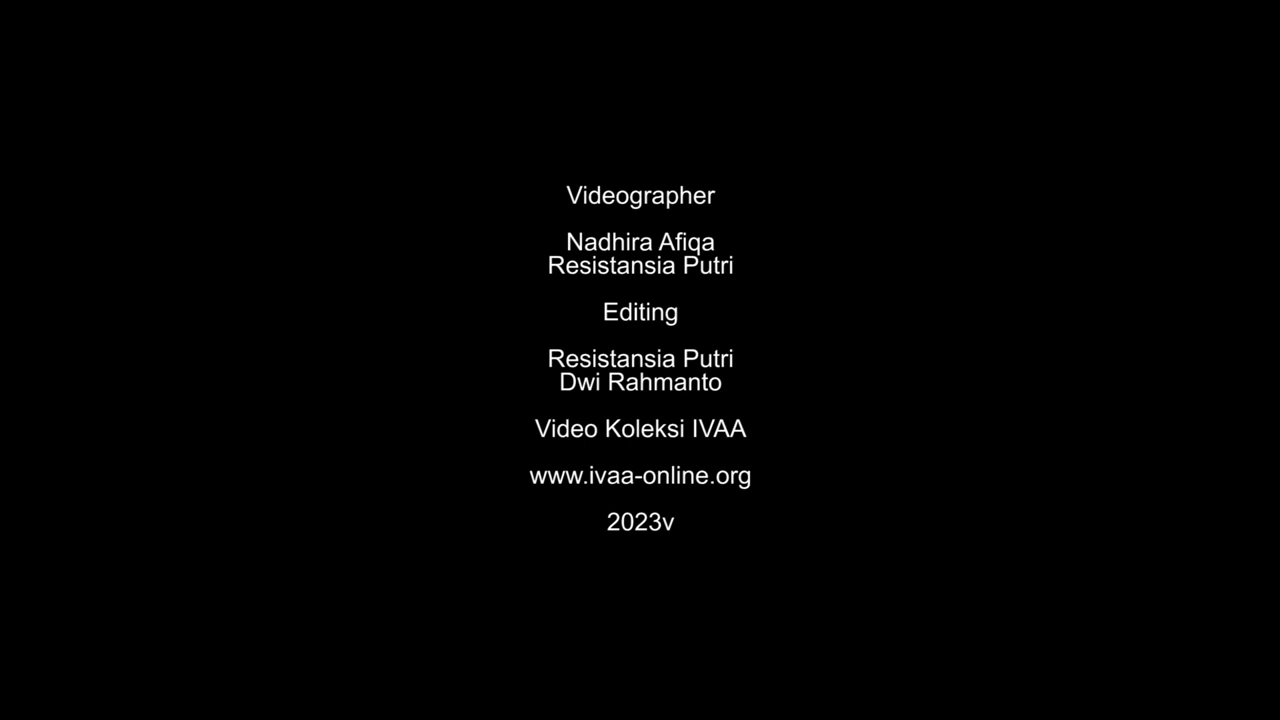 Videographer
Nadhira Afiqa
Resistansia Putri
Editing
Resistansia Putri
Dwi Rahmanto
Video Koleksi IVAA
www.ivaa-online.org
2023v